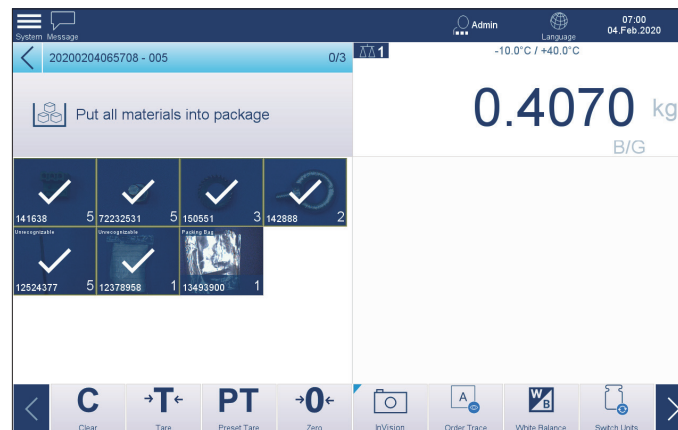 System Message
Admin
Language
07:00
04.Feb.2020
20200204065708 - 005 0/3
1
-10.0°C / +40.0°C
Put all materials into package
0.4070 kg
B/G
141638 5
72232531 5
150551 3
142888 2
Unrecognizable
12524377 5
Unrecognizable
12378958 1
Packing Bag
13493900 1
C
Clear
→T←
Tare
PT
Preset Tare
→0←
Zero
InVision
A
Order Trace
W/B
White Balance
Switch Units